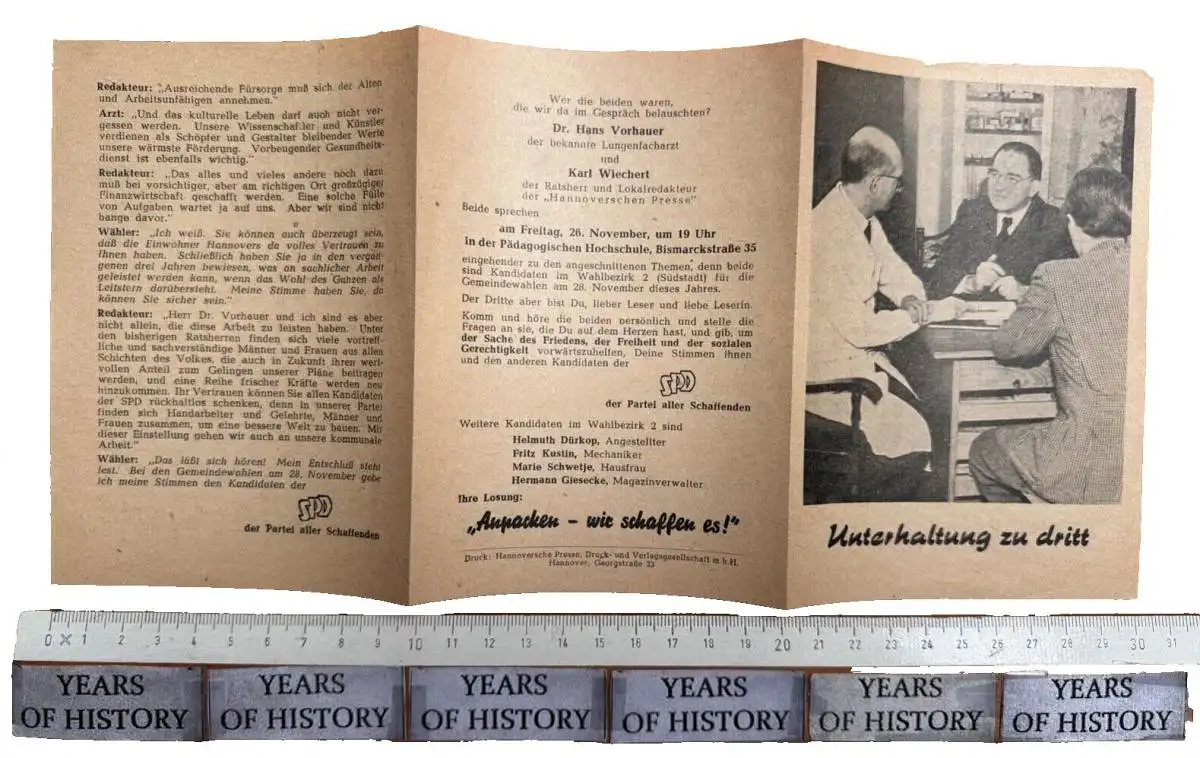 Redakteur: „Ausreichende Fürsorge muß sich der Alten
und Arbeitsunfähigen annehmen."
Arzt: „Und das kulturelle Leben darf auch nicht ver-
gessen werden. Unsere Wissenschaftler und Künstler
verdienen als Schöpfer und Gestalter bleibender Werte
unsere wärmste Förderung. Vorbeugender Gesundheits-
dienst ist ebenfalls wichtig."
Redakteur: „Das alles und vieles andere noch dazu
muß bei vorsichtiger, aber am richtigen Ort großzügiger
Finanzwirtschaft geschafft werden. Eine solche Fülle
von Aufgaben wartet ja auf uns. Aber wir sind nicht
bange davor."
Wähler: „Ich weiß. Sie können auch überzeugt sein,
daß die Einwohner Hannovers da volles Vertrauen zu
Ihnen haben. Schließlich haben Sie ja in den vergan-
genen drei Jahren bewiesen, was an sachlicher Arbeit
geleistet werden kann, wenn das Wohl des Ganzen als
Leitstern darübersteht. Meine Stimme haben Sie, da
können Sie sicher sein."
Redakteur: „Herr Dr. Vorhauer und ich sind es aber
nicht allein, die diese Arbeit zu leisten haben. Unter
den bisherigen Ratsherren finden sich viele vortreff-
liche und sachverständige Männer und Frauen aus allen
Schichten des Volkes, die auch in Zukunft ihren wert-
vollen Anteil zum Gelingen unserer Pläne beitragen
werden, und eine Reihe frischer Kräfte werden neu
hinzukommen. Ihr Vertrauen können Sie allen Kandidaten
der SPD rückhaltlos schenken, denn in unserer Partei
finden sich Handarbeiter und Gelehrte, Männer und
Frauen zusammen, um eine bessere Welt zu bauen. Mit
dieser Einstellung gehen wir auch an unsere kommunale
Arbeit."
Wähler: „Das läßt sich hören! Mein Entschluß steht
fest. Bei den Gemeindewahlen am 28. November gebe
ich meine Stimmen den Kandidaten der
SPD
der Partei aller Schaffenden
Wer die beiden waren,
die wir da im Gespräch belauschten?
Dr. Hans Vorhauer
der bekannte Lungenfacharzt
und
Karl Wiechert
der Ratsherr und Lokalredakteur
der „Hannoverschen Presse"
Beide sprechen
am Freitag, 26. November, um 19 Uhr
in der Pädagogischen Hochschule, Bismarckstraße 35
eingehender zu den angeschnittenen Themen, denn beide
sind Kandidaten im Wahlbezirk 2 (Südstadt) für die
Gemeindewahlen am 28. November dieses Jahres.
Der Dritte aber bist Du, lieber Leser und liebe Leserin.
Komm und höre die beiden persönlich und stelle die
Fragen an sie, die Du auf dem Herzen hast, und gib, um
der Sache des Friedens, der Freiheit und der sozialen
Gerechtigkeit vorwärtszuhelfen, Deine Stimmen ihnen
und den anderen Kandidaten der
SPD
der Partei aller Schaffenden
Weitere Kandidaten im Wahlbezirk 2 sind
Helmuth Dürkop, Angestellter
Fritz Kustin, Mechaniker
Marie Schwetje, Hausfrau
Hermann Giesecke, Magazinverwalter
Ihre Losung:
„Anpacken – wir schaffen es!"
Druck: Hannoversche Presse, Druck- und Verlagsgesellschaft m.b.H.
Hannover, Georgstraße 33
Unterhaltung zu dritt
0 1 2 3 4 5 6 7 8 9 10 11 12 13 14 15 16 17 18 19 20 21 22 23 24 25 26 27 28 29 30 31
YEARS OF HISTORY
YEARS OF HISTORY
YEARS OF HISTORY
YEARS OF HISTORY
YEARS OF HISTORY
YEARS OF HISTORY